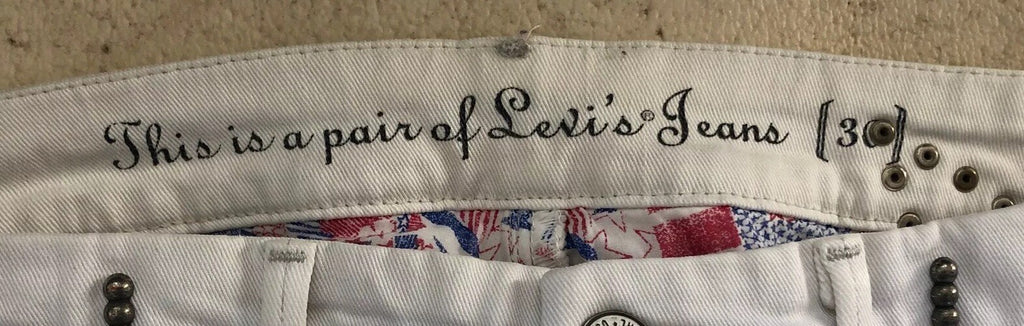 This is a pair of Levi's® Jeans [30]